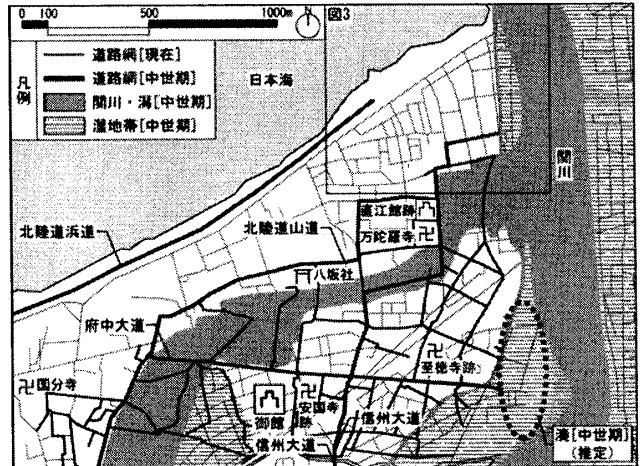 0 100 500 1000m
図3
凡例
道路網[現在]
道路網[中世期]
関川・潟[中世期]
湿地帯[中世期]
日本海
関川
直江館跡
万陀羅寺
北陸道浜道
北陸道山道
八坂社
府中大道
至徳寺跡
国分寺
御館
安国寺跡
信州大道
信州大道
湊[中世期]
(推定)